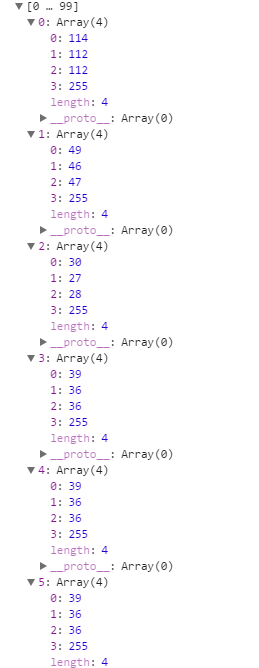 [0 … 99]
0: Array(4)
0: 114
1: 112
2: 112
3: 255
length: 4
__proto__: Array(0)
1: Array(4)
0: 49
1: 46
2: 47
3: 255
length: 4
__proto__: Array(0)
2: Array(4)
0: 30
1: 27
2: 28
3: 255
length: 4
__proto__: Array(0)
3: Array(4)
0: 39
1: 36
2: 36
3: 255
length: 4
__proto__: Array(0)
4: Array(4)
0: 39
1: 36
2: 36
3: 255
length: 4
__proto__: Array(0)
5: Array(4)
0: 39
1: 36
2: 36
3: 255
length: 4